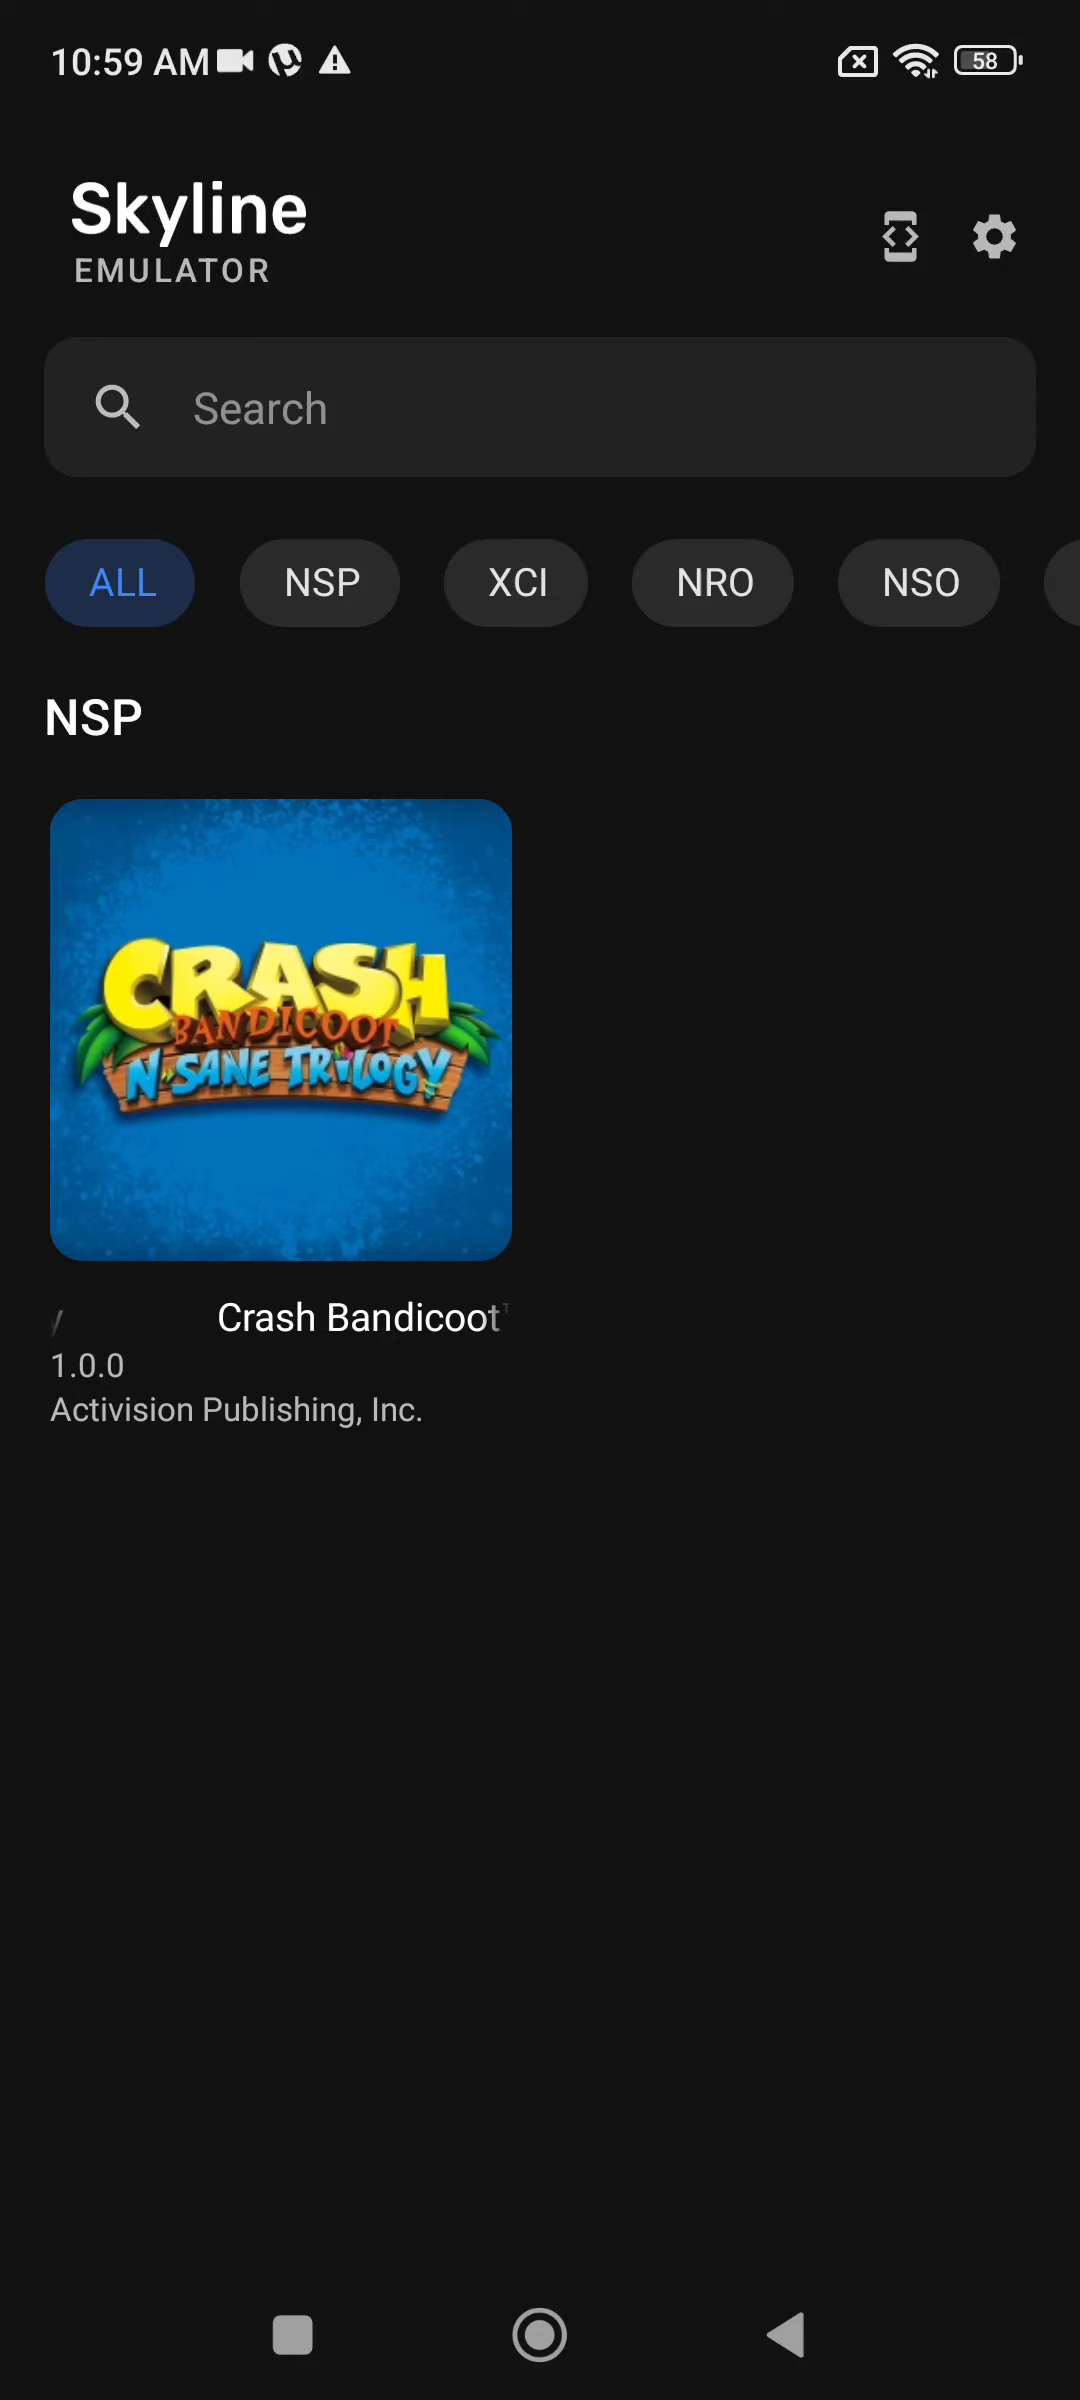 10:59 AM
58
Skyline
EMULATOR
Search
ALL
NSP
XCI
NRO
NSO
NSP
CRASH
BANDICOOT
N·SANE TRILOGY
Crash Bandicoot
1.0.0
Activision Publishing, Inc.